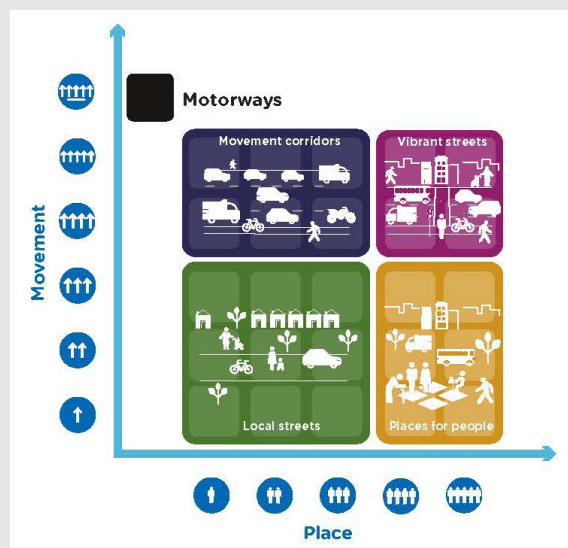 Motorways
Movement corridors
Vibrant streets
Movement
Local streets
Places for people
Place